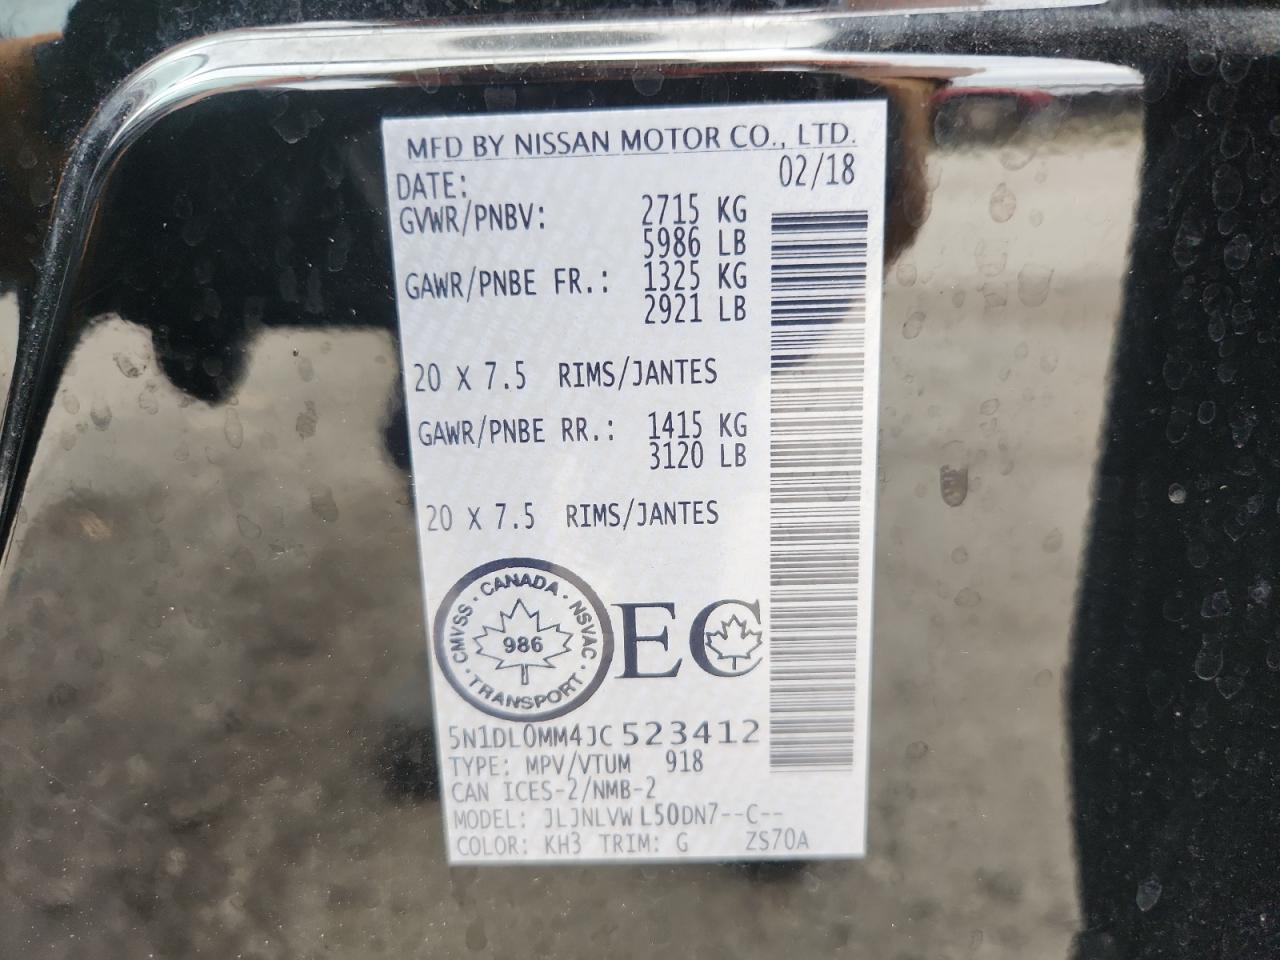 MFD BY NISSAN MOTOR CO., LTD.
DATE: 02/18
GVWR/PNBV: 2715 KG
5986 LB
GAWR/PNBE FR.: 1325 KG
2921 LB
20 X 7.5 RIMS/JANTES
GAWR/PNBE RR.: 1415 KG
3120 LB
20 X 7.5 RIMS/JANTES
CMVSS · CANADA · NSVAC · TRANSPORT ·
986
EC
5N1DL0MM4JC523412
TYPE: MPV/VTUM 918
CAN ICES-2/NMB-2
MODEL: JLJNLVW L50DN7--C--
COLOR: KH3 TRIM: G ZS70A